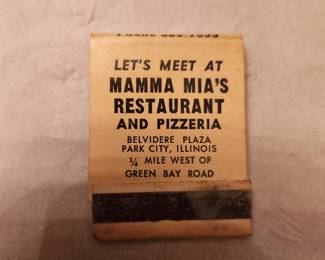 LET'S MEET AT
MAMMA MIA'S
RESTAURANT
AND PIZZERIA
BELVIDERE PLAZA
PARK CITY, ILLINOIS
¼ MILE WEST OF
GREEN BAY ROAD